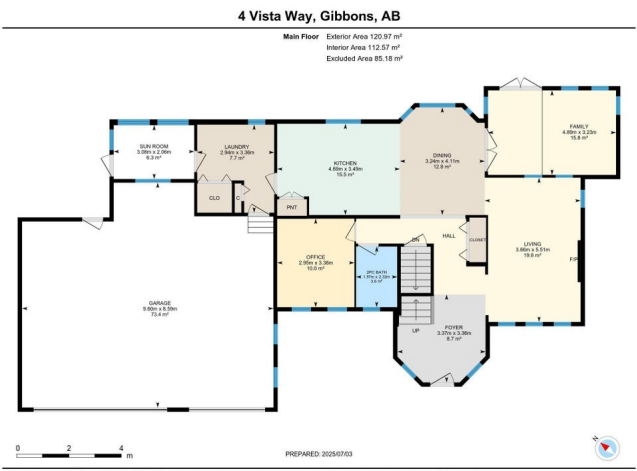 4 Vista Way, Gibbons, AB
Main Floor Exterior Area 120.97 m²
Interior Area 112.57 m²
Excluded Area 85.18 m²
FAMILY
4.89m x 3.23m
15.8 m²
SUN ROOM
3.08m x 2.06m
6.3 m²
LAUNDRY
2.94m x 3.36m
7.7 m²
KITCHEN
4.69m x 3.49m
15.5 m²
DINING
3.24m x 4.11m
12.8 m²
CLO
C
PNT
HALL
DN
CLOSET
LIVING
3.66m x 5.51m
19.8 m²
F/P
OFFICE
2.95m x 3.38m
10.0 m²
2PC BATH
3.6 m²
GARAGE
9.60m x 8.59m
73.4 m²
UP
FOYER
3.37m x 3.36m
8.7 m²
0 2 4
m
PREPARED: 2025/07/03
N